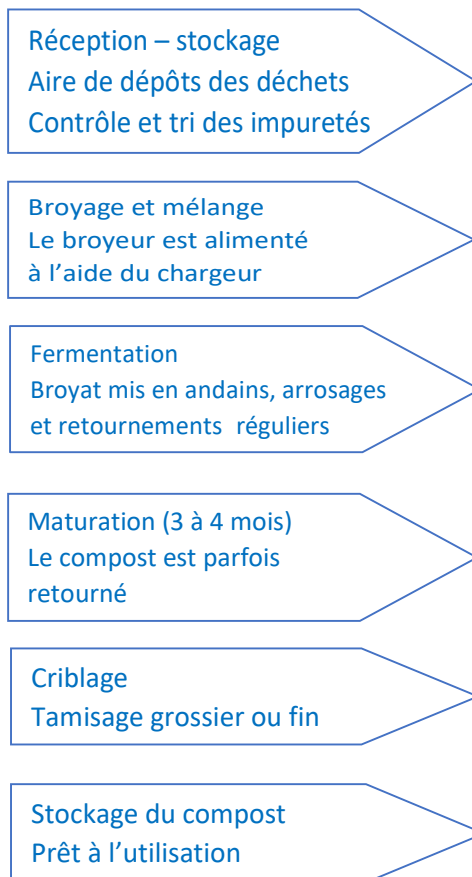 Réception – stockage
Aire de dépôts des déchets
Contrôle et tri des impuretés
Broyage et mélange
Le broyeur est alimenté
à l’aide du chargeur
Fermentation
Broyat mis en andains, arrosages
et retournements réguliers
Maturation (3 à 4 mois)
Le compost est parfois
retourné
Criblage
Tamisage grossier ou fin
Stockage du compost
Prêt à l’utilisation